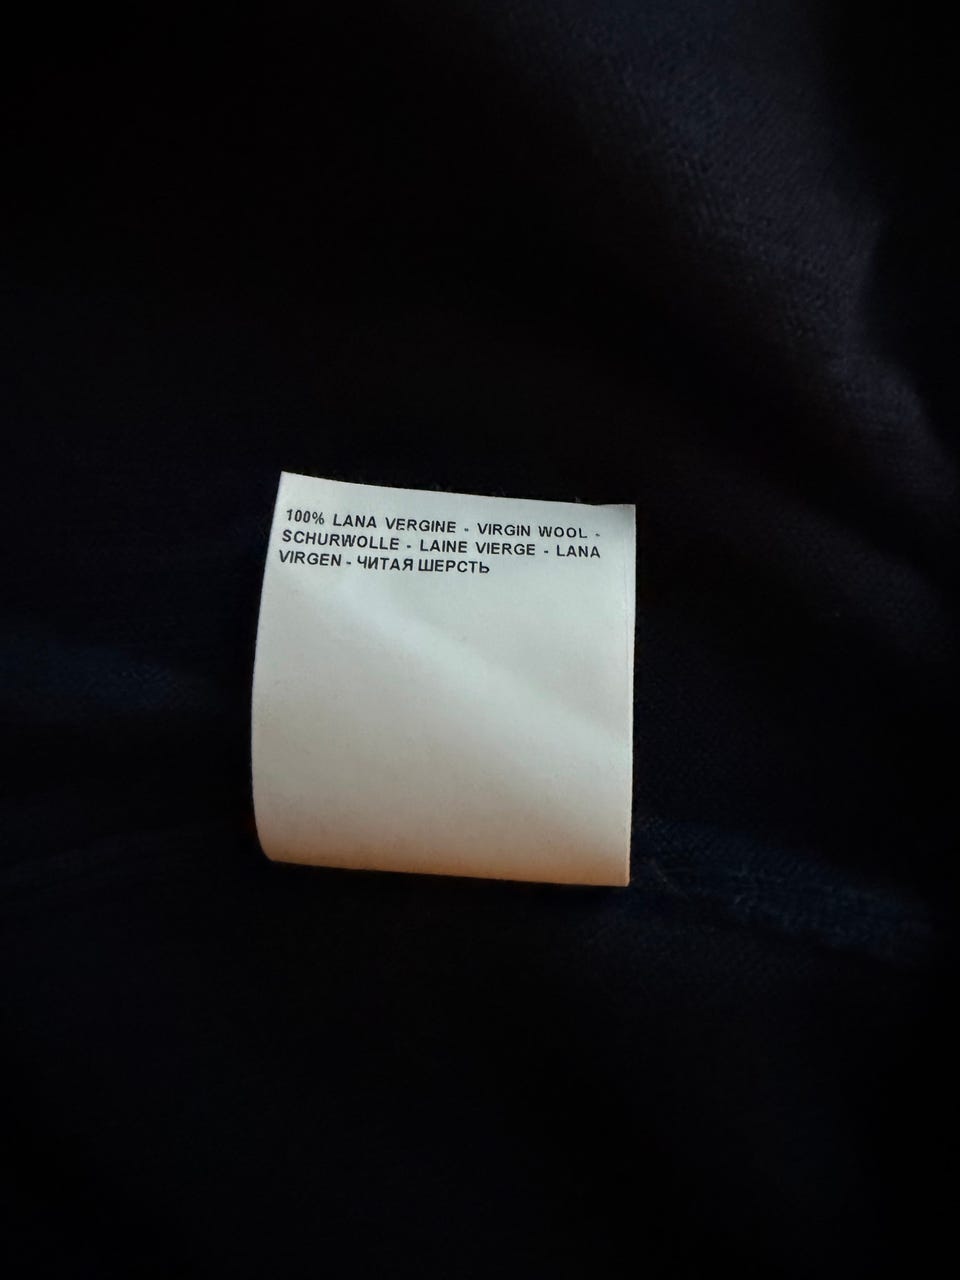 100% LANA VERGINE - VIRGIN WOOL -
SCHURWOLLE - LAINE VIERGE - LANA
VIRGEN - ЧИТАЯ ШЕРСТЬ